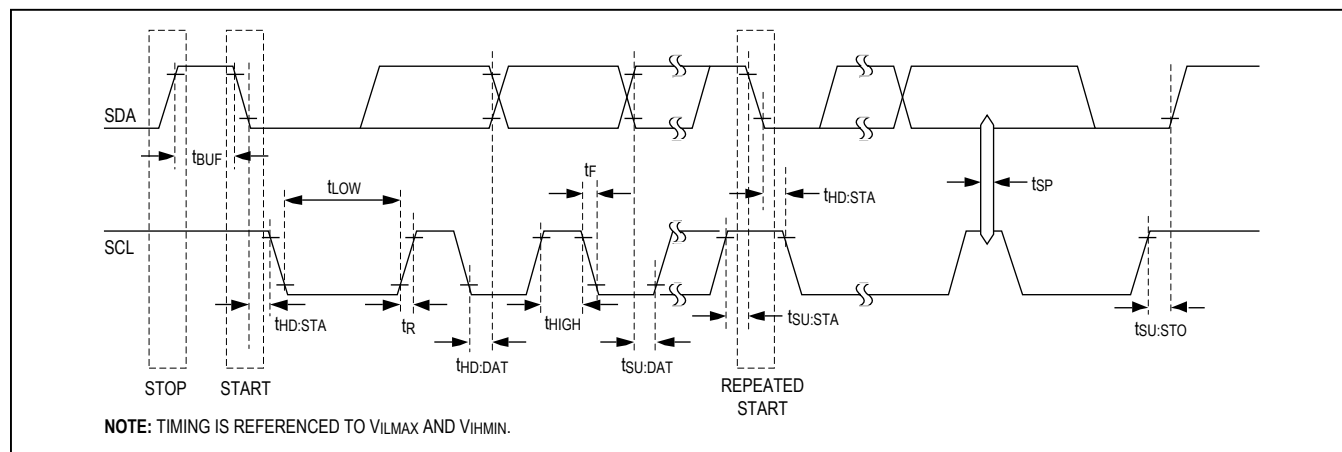 SDA
tBUF
tLOW
tF
tHD:STA
tSP
SCL
tHD:STA
tR
tHD:DAT
tHIGH
tSU:DAT
tSU:STA
tSU:STO
STOP
START
REPEATED
START
NOTE: TIMING IS REFERENCED TO VILMAX AND VIHMIN.